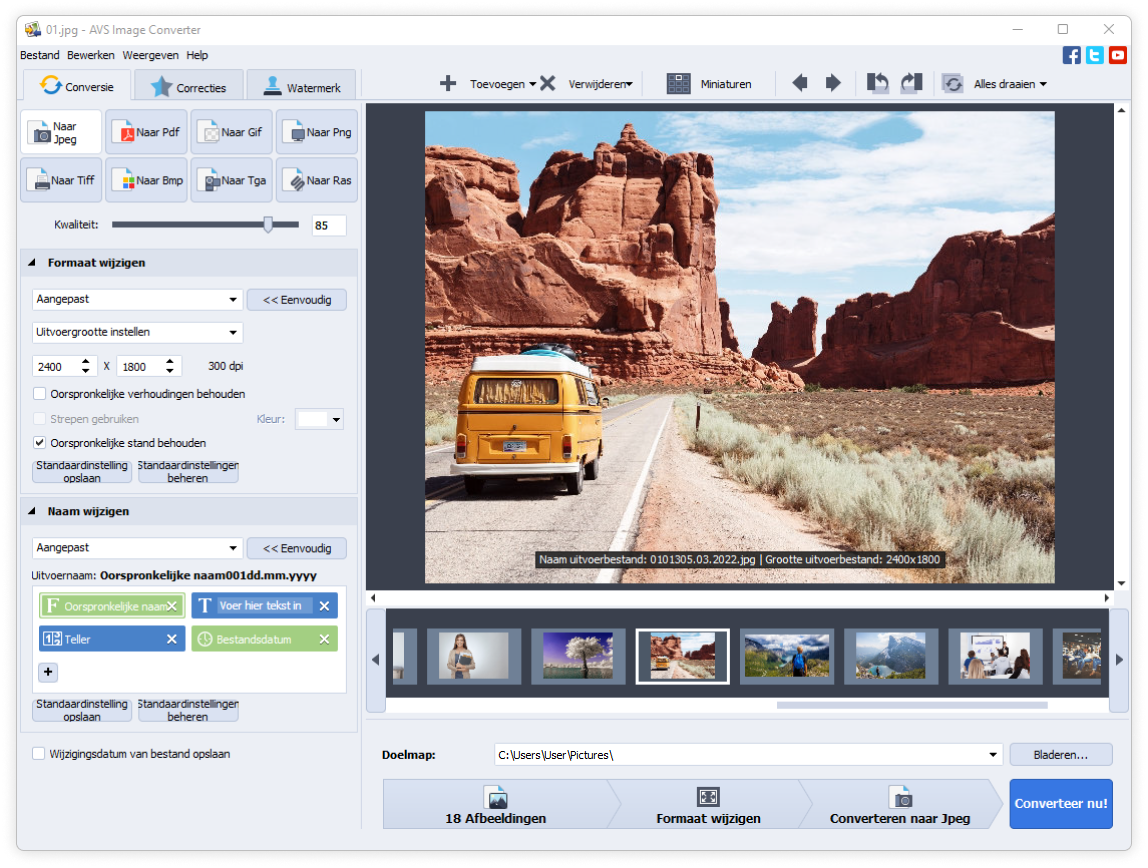 01.jpg - AVS Image Converter
Bestand Bewerken Weergeven Help
Conversie Correcties Watermerk
Toevoegen Verwijderen Miniaturen Alles draaien
Naar Jpeg
Naar Pdf
Naar Gif
Naar Png
Naar Tiff
Naar Bmp
Naar Tga
Naar Ras
Kwaliteit: 85
Formaat wijzigen
Aangepast << Eenvoudig
Uitvoergrootte instellen
2400 X 1800 300 dpi
Oorspronkelijke verhoudingen behouden
Strepen gebruiken Kleur:
Oorspronkelijke stand behouden
Standaardinstelling opslaan
Standaardinstellingen beheren
Naam wijzigen
Aangepast << Eenvoudig
Uitvoernaam: Oorspronkelijke naam001dd.mm.yyyy
F Oorspronkelijke naam
T Voer hier tekst in
Teller
Bestandsdatum
+
Standaardinstelling opslaan
Standaardinstellingen beheren
Wijzigingsdatum van bestand opslaan
Naam uitvoerbestand: 0101305.03.2022.jpg | Grootte uitvoerbestand: 2400x1800
Doelmap: C:\Users\User\Pictures\ Bladeren...
18 Afbeeldingen
Formaat wijzigen
Converteren naar Jpeg
Converteer nu!